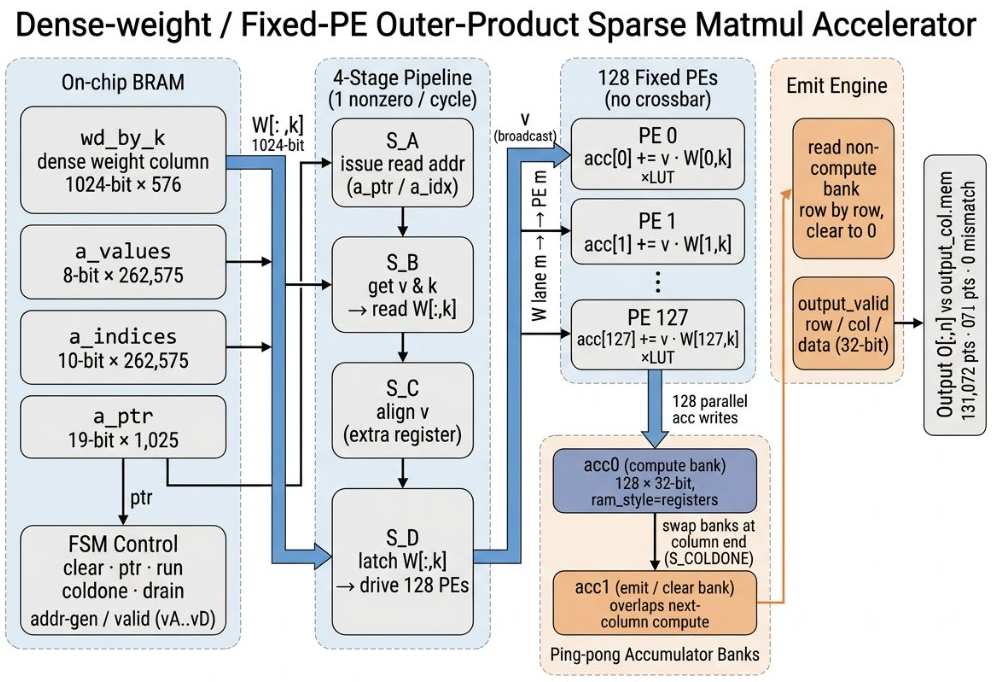 Dense-weight / Fixed-PE Outer-Product Sparse Matmul Accelerator
On-chip BRAM
wd_by_k
dense weight column
1024-bit × 576
a_values
8-bit × 262,575
a_indices
10-bit × 262,575
a_ptr
19-bit × 1,025
ptr
FSM Control
clear · ptr · run
coldone · drain
addr-gen / valid (vA..vD)
W[:,k]
1024-bit
4-Stage Pipeline
(1 nonzero / cycle)
S_A
issue read addr
(a_ptr / a_idx)
S_B
get v & k
→ read W[:,k]
S_C
align v
(extra register)
S_D
latch W[:,k]
→ drive 128 PEs
v
(broadcast)
W lane m → → PE m
128 Fixed PEs
(no crossbar)
PE 0
acc[0] += v · W[0,k]
×LUT
PE 1
acc[1] += v · W[1,k]
⋮
PE 127
acc[127] += v · W[127,k]
×LUT
128 parallel
acc writes
acc0 (compute bank)
128 × 32-bit,
ram_style=registers
swap banks at
column end
(S_COLDONE)
acc1 (emit / clear bank)
overlaps next-
column compute
Ping-pong Accumulator Banks
Emit Engine
read non-
compute
bank
row by row,
clear to 0
output_valid
row / col /
data (32-bit)
Output O[:,n] vs output_col.mem
131,072 pts · 071 pts · 0 mismatch